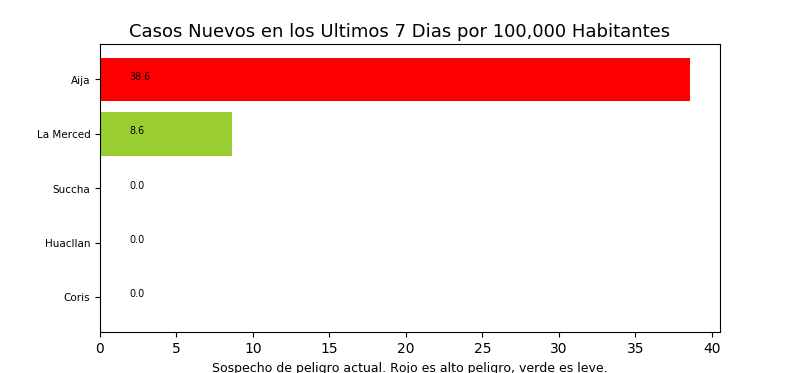 Casos Nuevos en los Ultimos 7 Dias por 100,000 Habitantes
Aija 38.6
La Merced 8.6
Succha 0.0
Huacllan 0.0
Coris 0.0
0 5 10 15 20 25 30 35 40
Sospecho de peligro actual. Rojo es alto peligro, verde es leve.